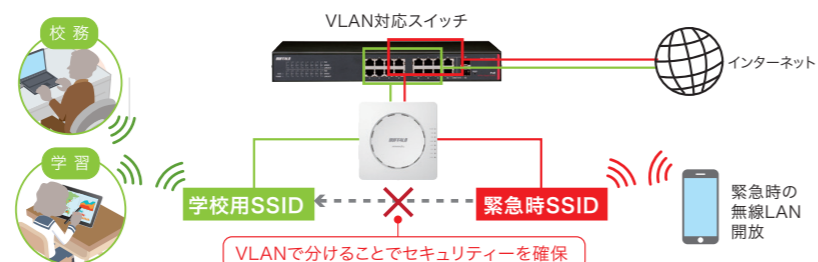 校務
VLAN対応スイッチ
BUFFALO
インターネット
BUFFALO
学習
学校用SSID
緊急時SSID
緊急時の
無線LAN
開放
VLANで分けることでセキュリティーを確保